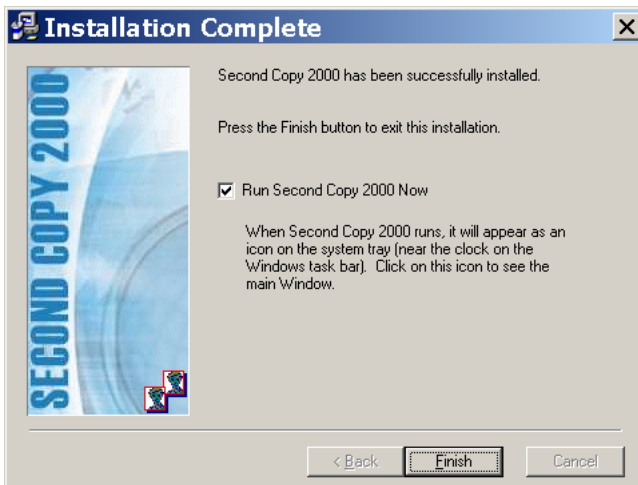 Installation Complete
SECOND COPY 2000
Second Copy 2000 has been successfully installed.
Press the Finish button to exit this installation.
Run Second Copy 2000 Now
When Second Copy 2000 runs, it will appear as an
icon on the system tray (near the clock on the
Windows task bar). Click on this icon to see the
main Window.
< Back
Finish
Cancel